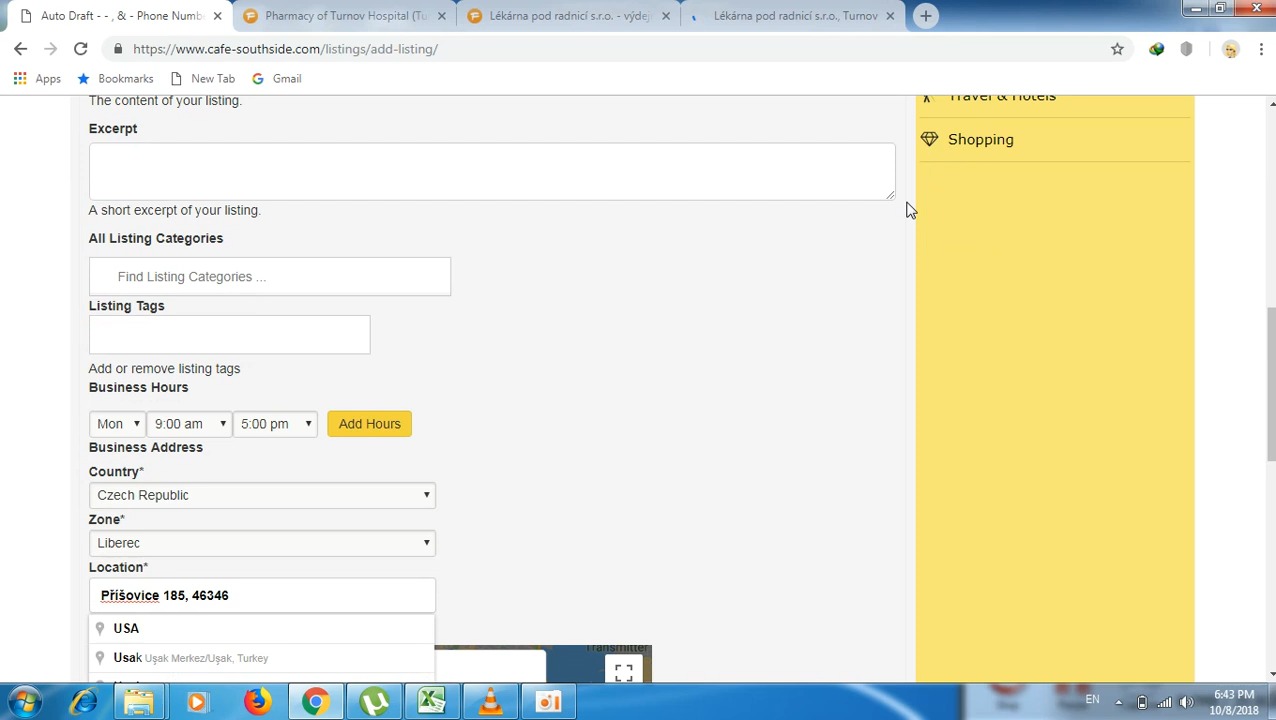 Auto Draft - - , & - Phone Numb
Pharmacy of Turnov Hospital (Tu
Lékárna pod radnicí s.r.o. - výdej
Lékárna pod radnicí s.r.o., Turnov
https://www.cafe-southside.com/listings/add-listing/
Apps
Bookmarks
New Tab
Gmail
The content of your listing.
Travel & Hotels
Excerpt
Shopping
A short excerpt of your listing.
All Listing Categories
Find Listing Categories ...
Listing Tags
Add or remove listing tags
Business Hours
Mon 9:00 am 5:00 pm Add Hours
Business Address
Country*
Czech Republic
Zone*
Liberec
Location*
Příšovice 185, 46346
USA
Usak Uşak Merkez/Uşak, Turkey
Transmitter
EN
6:43 PM
10/8/2018